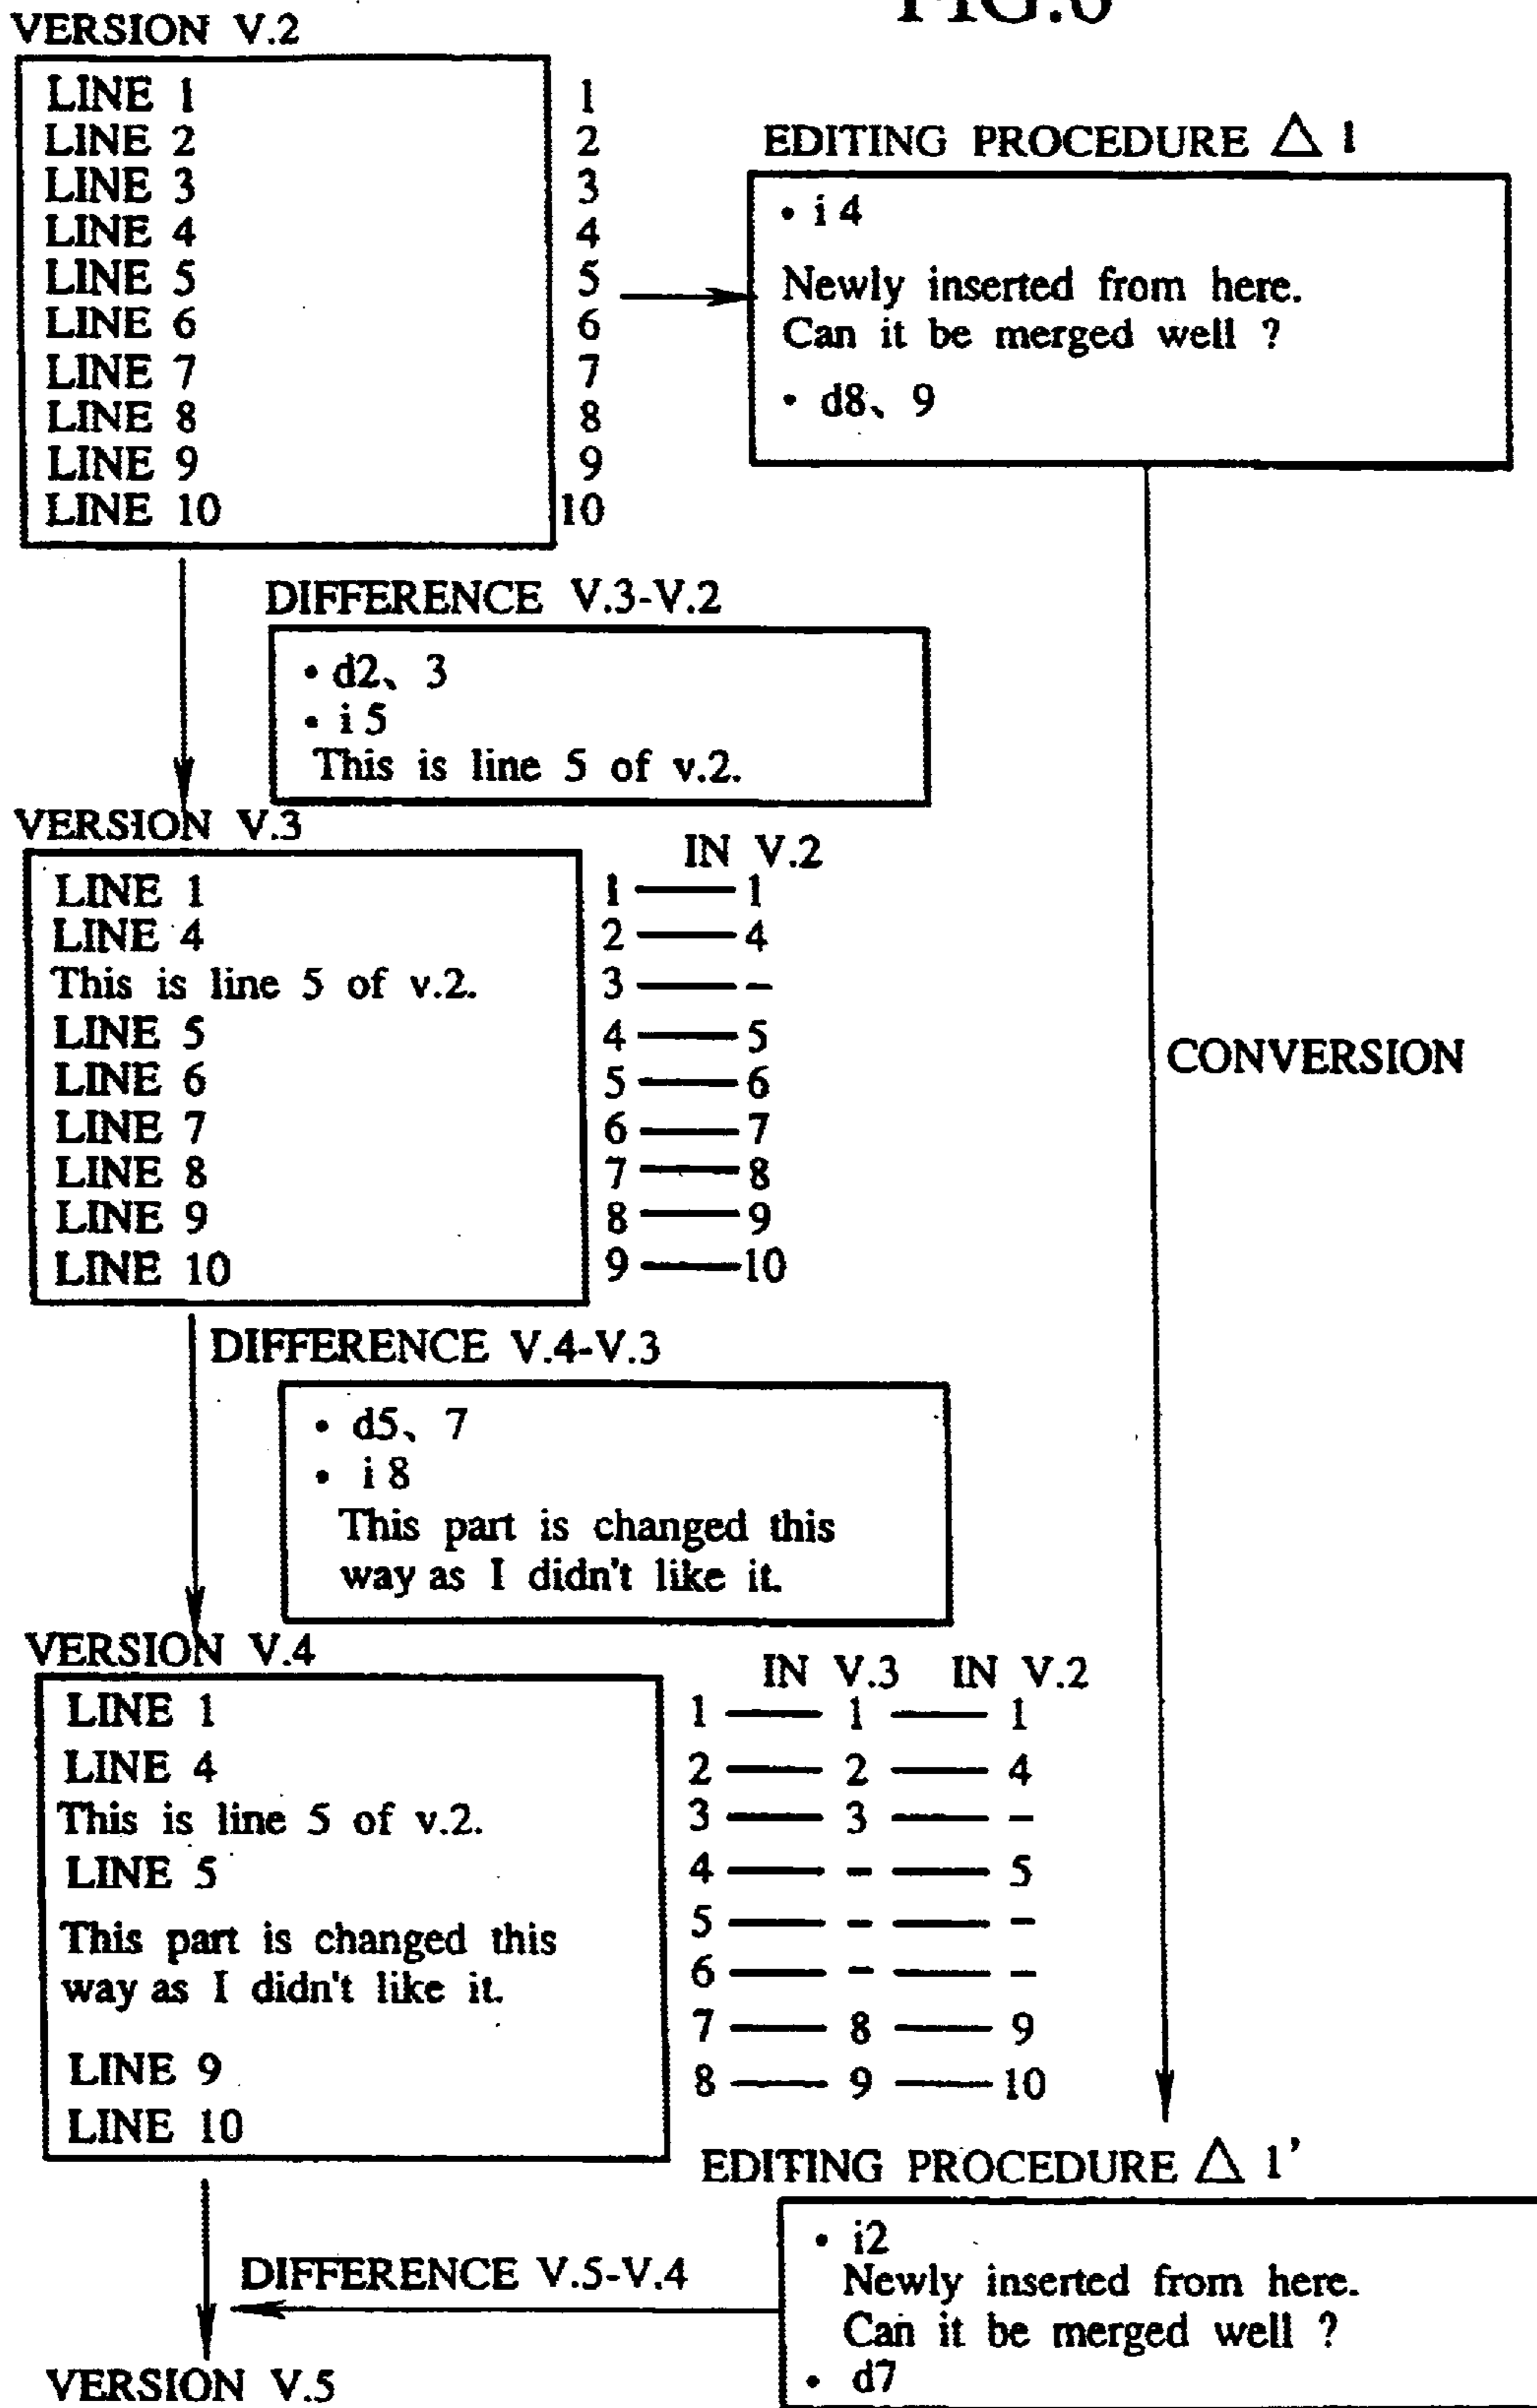 FIG.6
VERSION V.2
LINE 1 1
LINE 2 2
LINE 3 3
LINE 4 4
LINE 5 5
LINE 6 6
LINE 7 7
LINE 8 8
LINE 9 9
LINE 10 10
EDITING PROCEDURE △ 1
• i 4
Newly inserted from here.
Can it be merged well ?
• d8、 9
DIFFERENCE V.3-V.2
• d2、 3
• i 5
This is line 5 of v.2.
VERSION V.3
IN V.2
LINE 1 1 — 1
LINE 4 2 — 4
This is line 5 of v.2. 3 — –
LINE 5 4 — 5
LINE 6 5 — 6
LINE 7 6 — 7
LINE 8 7 — 8
LINE 9 8 — 9
LINE 10 9 — 10
CONVERSION
DIFFERENCE V.4-V.3
• d5、 7
• i 8
This part is changed this
way as I didn't like it.
VERSION V.4
IN V.3 IN V.2
LINE 1 1 — 1 — 1
LINE 4 2 — 2 — 4
This is line 5 of v.2. 3 — 3 — –
LINE 5 4 — - — 5
This part is changed this 5 — - — –
way as I didn't like it. 6 — - — –
LINE 9 7 — 8 — 9
LINE 10 8 — 9 — 10
EDITING PROCEDURE △ 1’
• i2
Newly inserted from here.
Can it be merged well ?
• d7
DIFFERENCE V.5-V.4
VERSION V.5